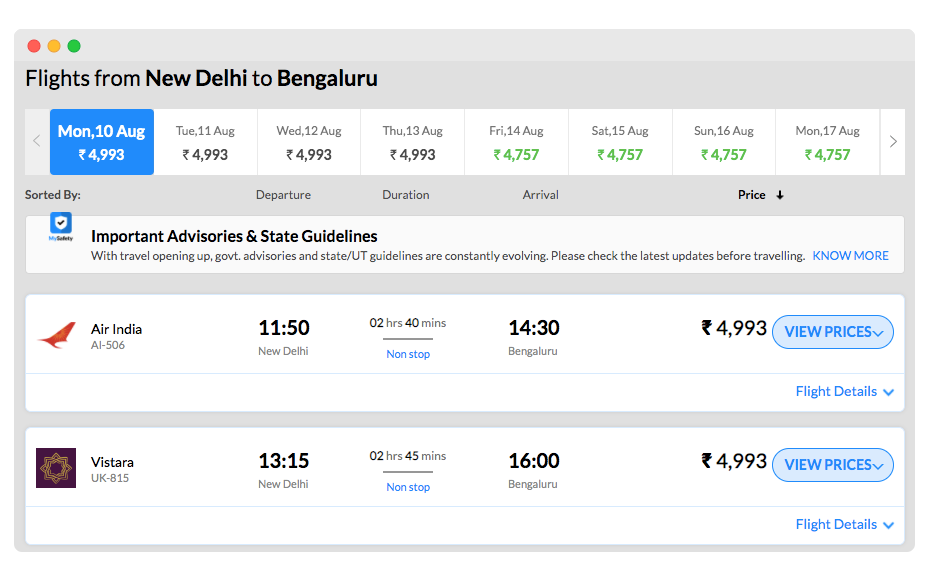 Flights from New Delhi to Bengaluru
Mon,10 Aug Tue,11 Aug Wed,12 Aug Thu,13 Aug Fri,14 Aug Sat,15 Aug Sun,16 Aug Mon,17 Aug
₹ 4,993 ₹ 4,993 ₹ 4,993 ₹ 4,993 ₹ 4,757 ₹ 4,757 ₹ 4,757 ₹ 4,757
Sorted By: Departure Duration Arrival Price
MySafety
Important Advisories & State Guidelines
With travel opening up, govt. advisories and state/UT guidelines are constantly evolving. Please check the latest updates before travelling. KNOW MORE
Air India 11:50 02 hrs 40 mins 14:30 ₹ 4,993 VIEW PRICES
AI-506 New Delhi Non stop Bengaluru
Flight Details
Vistara 13:15 02 hrs 45 mins 16:00 ₹ 4,993 VIEW PRICES
UK-815 New Delhi Non stop Bengaluru
Flight Details